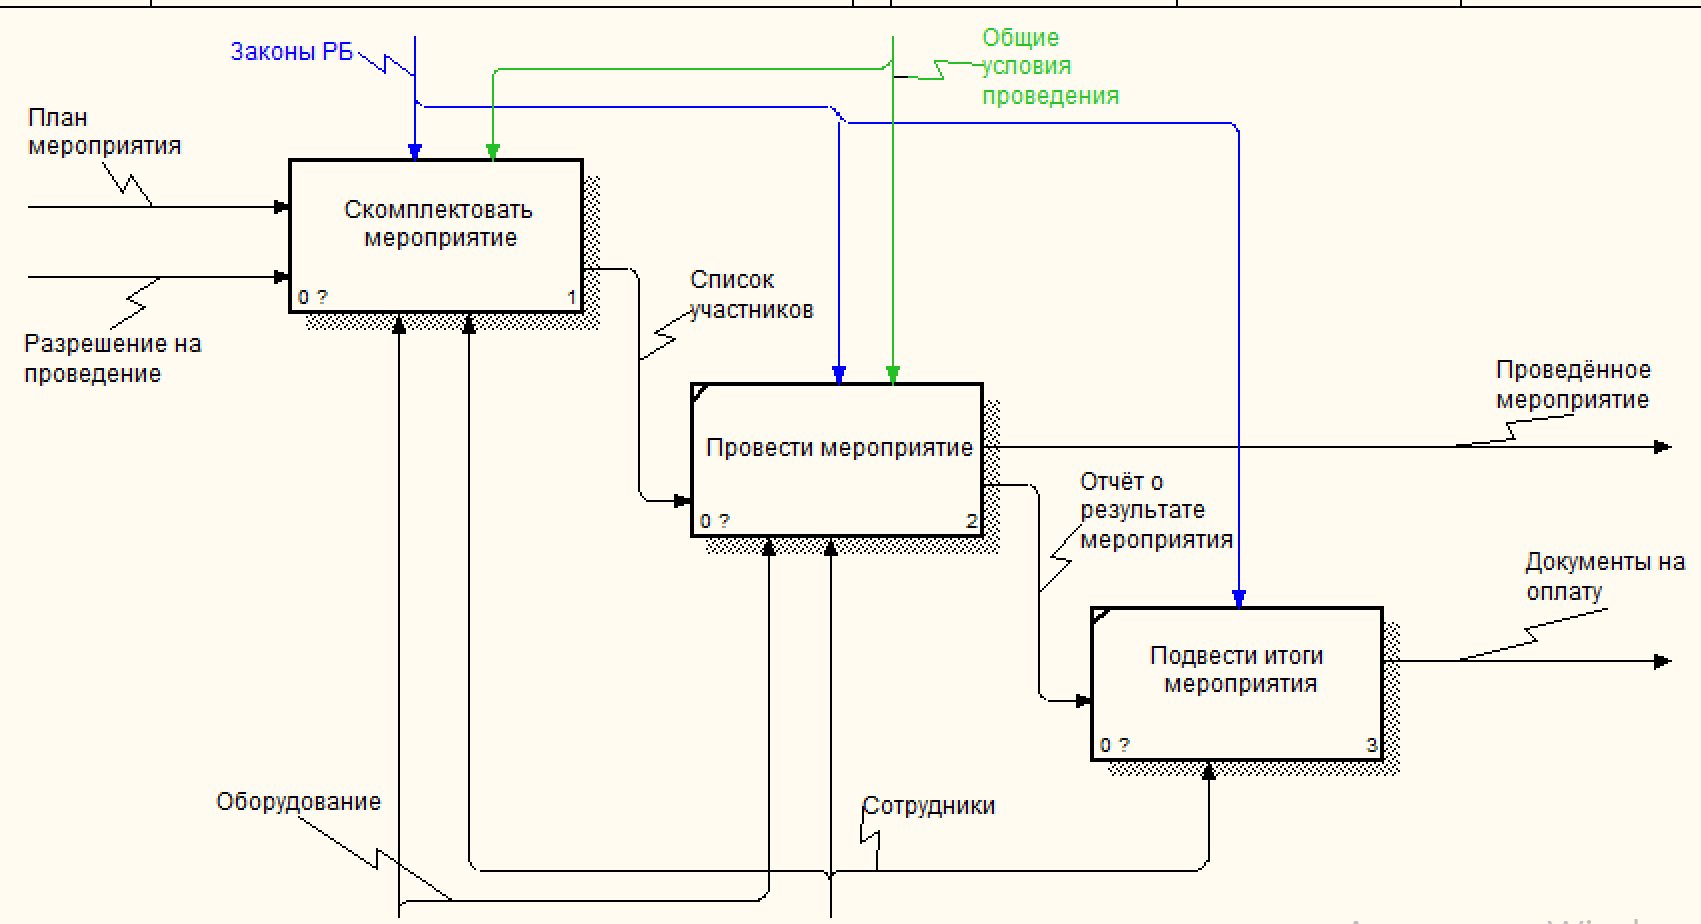 Законы РБ
Общие
условия
проведения
План
мероприятия
Скомплектовать
мероприятие
0 ?
1
Разрешение на
проведение
Список
участников
Провести мероприятие
0 ?
2
Проведённое
мероприятие
Отчёт о
результате
мероприятия
Документы на
оплату
Подвести итоги
мероприятия
0 ?
3
Оборудование
Сотрудники